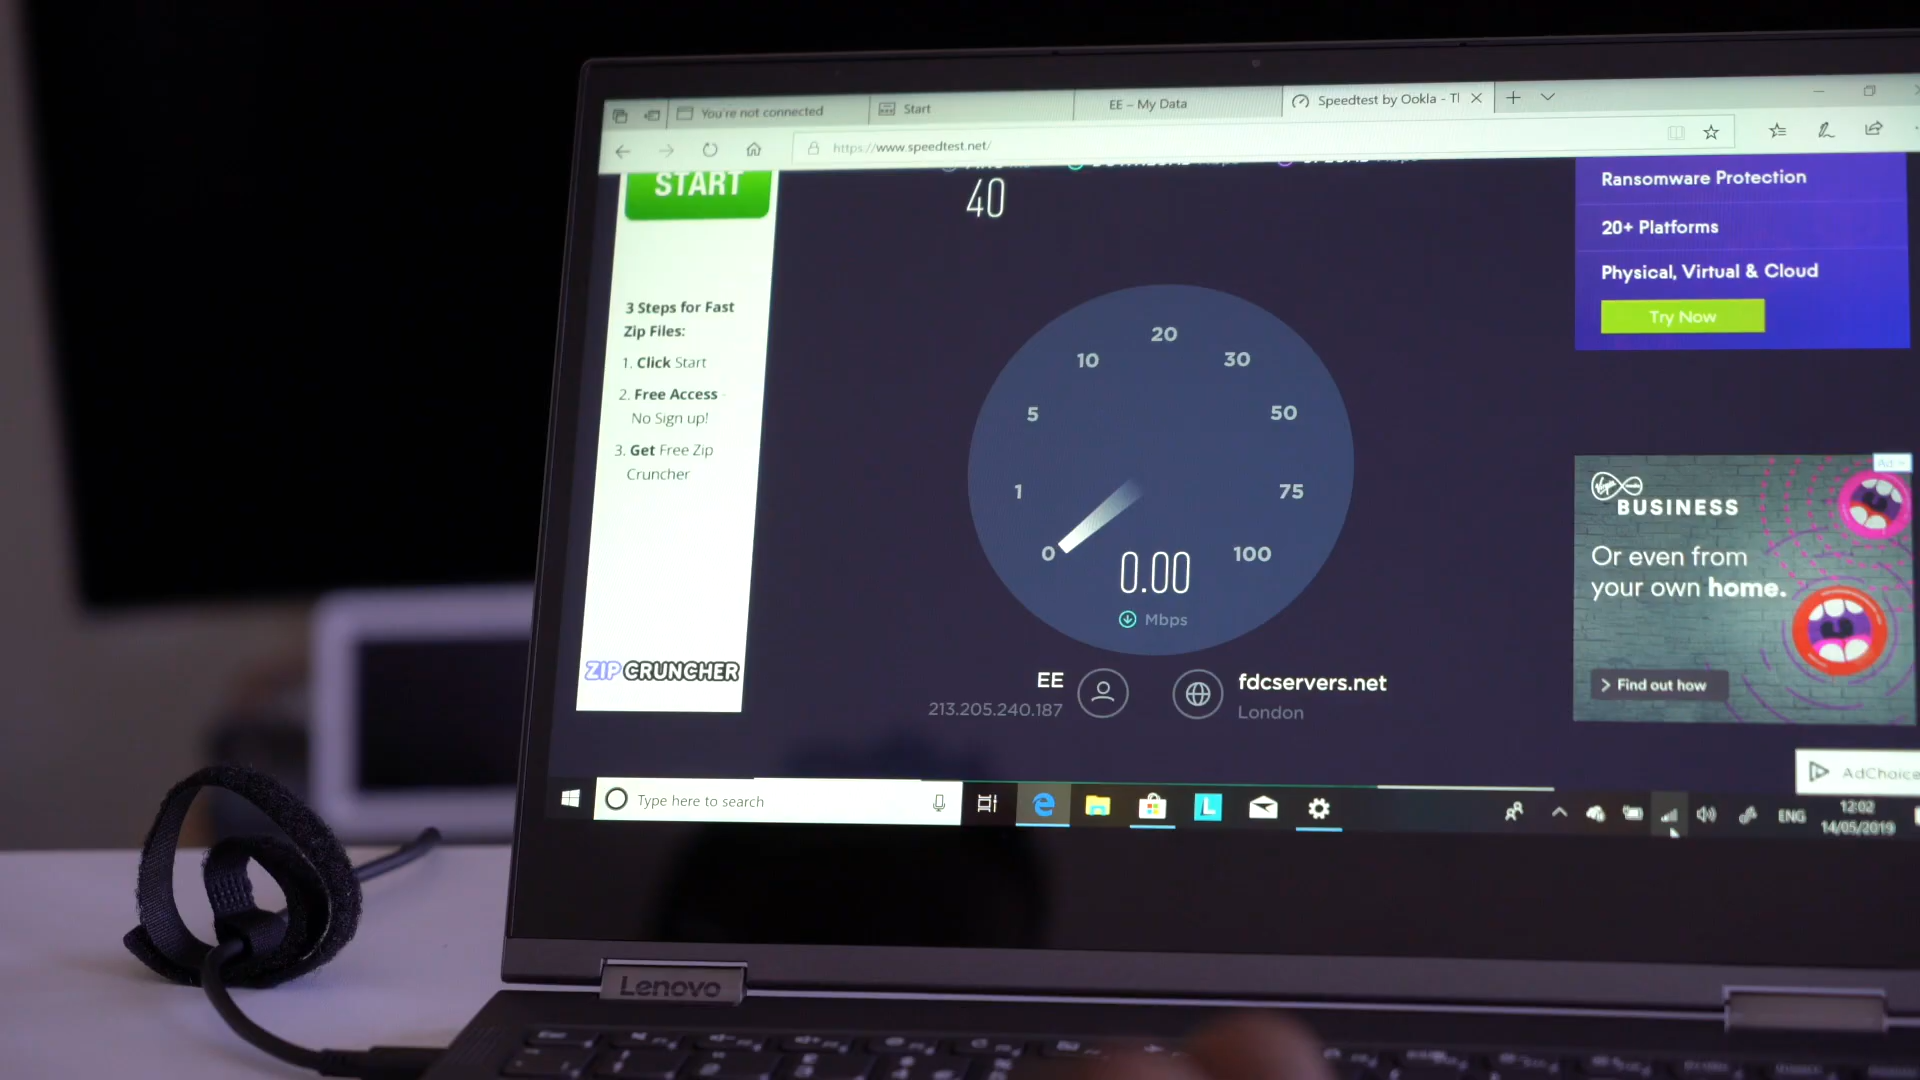 You're not connected
Start
EE – My Data
Speedtest by Ookla - Tl
https://www.speedtest.net/
START
3 Steps for Fast
Zip Files:
1. Click Start
2. Free Access -
No Sign up!
3. Get Free Zip
Cruncher
ZIP CRUNCHER
40
0
1
5
10
20
30
50
75
100
0.00
Mbps
EE
213.205.240.187
fdcservers.net
London
Ransomware Protection
20+ Platforms
Physical, Virtual & Cloud
Try Now
BUSINESS
Or even from
your own home.
> Find out how
AdChoice
Type here to search
L
ENG
12:02
14/05/2019
Lenovo